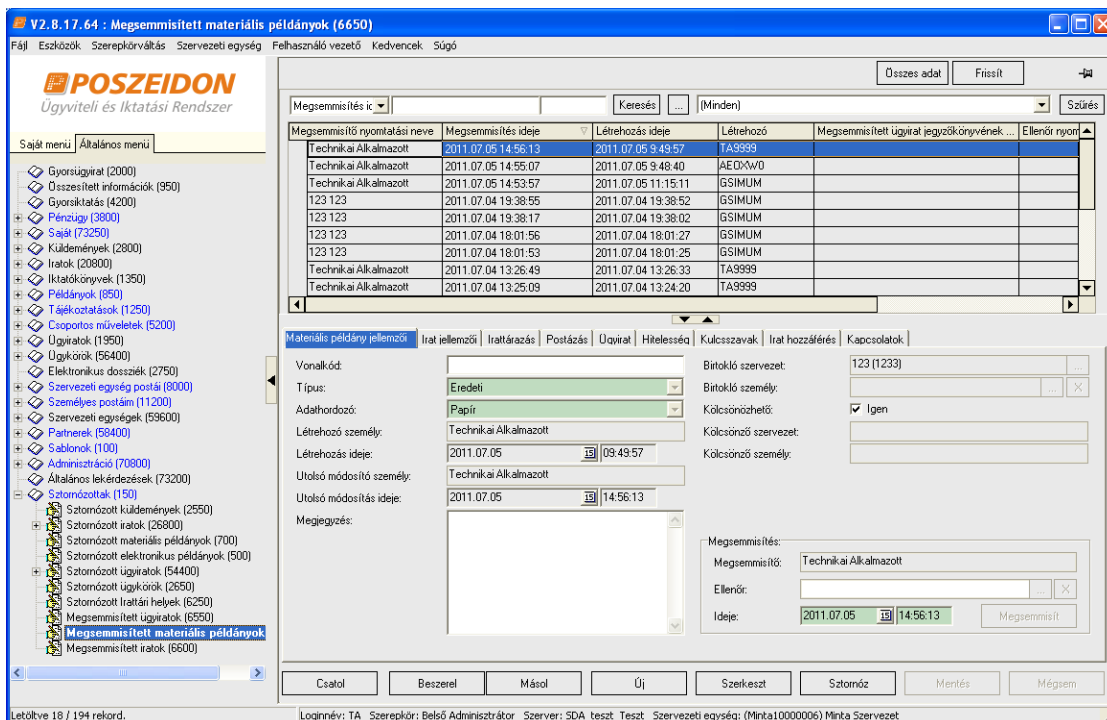 V2.8.17.64 : Megsemmisített materiális példányok (6650)
Fájl Eszközök Szerepkörváltás Szervezeti egység Felhasználó vezető Kedvencek Súgó
POSZEIDON
Ügyviteli és Iktatási Rendszer
Összes adat Frissít
Megsemmisítés ic Keresés ... (Minden) Szűrés
Saját menü Általános menü
Gyorsügyirat (2000)
Összesített információk (950)
Gyorsiktatás (4200)
Pénzügy (3800)
Saját (73250)
Küldemények (2800)
Iratok (20800)
Iktatókönyvek (1350)
Példányok (850)
Tájékoztatások (1250)
Csoportos műveletek (5200)
Ügyiratok (1950)
Ügykörök (56400)
Elektronikus dossziék (2750)
Szervezeti egység postái (8000)
Személyes postáim (11200)
Szervezeti egységek (59600)
Partnerek (58400)
Sablonok (100)
Adminisztráció (70800)
Általános lekérdezések (73200)
Sztornózottak (150)
Sztornózott küldemények (2550)
Sztornózott iratok (26800)
Sztornózott materiális példányok (700)
Sztornózott elektronikus példányok (500)
Sztornózott ügyiratok (54400)
Sztornózott ügykörök (2650)
Sztornózott Irattári helyek (6250)
Megsemmisített ügyiratok (6550)
Megsemmisített materiális példányok
Megsemmisített iratok (6600)
Megsemmisítő nyomtatási neve Megsemmisítés ideje Létrehozás ideje Létrehozó Megsemmisített ügyirat jegyzőkönyvének ... Ellenőr nyom
Technikai Alkalmazott 2011.07.05 14:56:13 2011.07.05 9:49:57 TA9999
Technikai Alkalmazott 2011.07.05 14:55:07 2011.07.05 9:48:40 AEOXW0
Technikai Alkalmazott 2011.07.05 14:53:57 2011.07.05 11:15:11 GSIMUM
123 123 2011.07.04 19:38:55 2011.07.04 19:38:52 GSIMUM
123 123 2011.07.04 19:38:17 2011.07.04 19:38:02 GSIMUM
123 123 2011.07.04 18:01:56 2011.07.04 18:01:27 GSIMUM
123 123 2011.07.04 18:01:53 2011.07.04 18:01:25 GSIMUM
Technikai Alkalmazott 2011.07.04 13:26:49 2011.07.04 13:26:33 TA9999
Technikai Alkalmazott 2011.07.04 13:25:09 2011.07.04 13:24:20 TA9999
Materiális példány jellemzői Irat jellemzői Irattárazás Postázás Ügyirat Hitelesség Kulcsszavak Irat hozzáférés Kapcsolatok
Vonalkód:
Típus: Eredeti
Adathordozó: Papír
Létrehozó személy: Technikai Alkalmazott
Létrehozás ideje: 2011.07.05 15 09:49:57
Utolsó módosító személy: Technikai Alkalmazott
Utolsó módosítás ideje: 2011.07.05 15 14:56:13
Megjegyzés:
Birtokló szervezet: 123 (1233) ...
Birtokló személy: ... X
Kölcsönözhető: Igen
Kölcsönző szervezet:
Kölcsönző személy:
Megsemmisítés:
Megsemmisítő: Technikai Alkalmazott
Ellenőr: ... X
Ideje: 2011.07.05 15 14:56:13 Megsemmisít
Csatol Beszerel Másol Új Szerkeszt Sztornóz Mentés Mégsem
Letöltve 18 / 194 rekord. Loginnév: TA Szerepkör: Belső Adminisztrátor Szerver: SDA_teszt_Teszt Szervezeti egység: (Minta10000006) Minta Szervezet